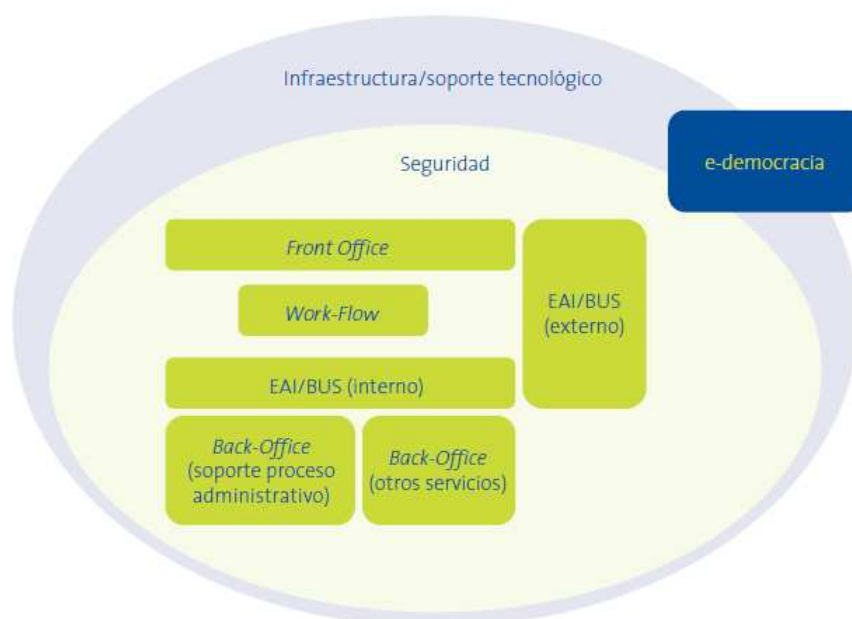 Infraestructura/soporte tecnológico
e-democracia
Seguridad
Front Office
EAI/BUS
(externo)
Work-Flow
EAI/BUS (interno)
Back-Office
(soporte proceso
administrativo)
Back-Office
(otros servicios)